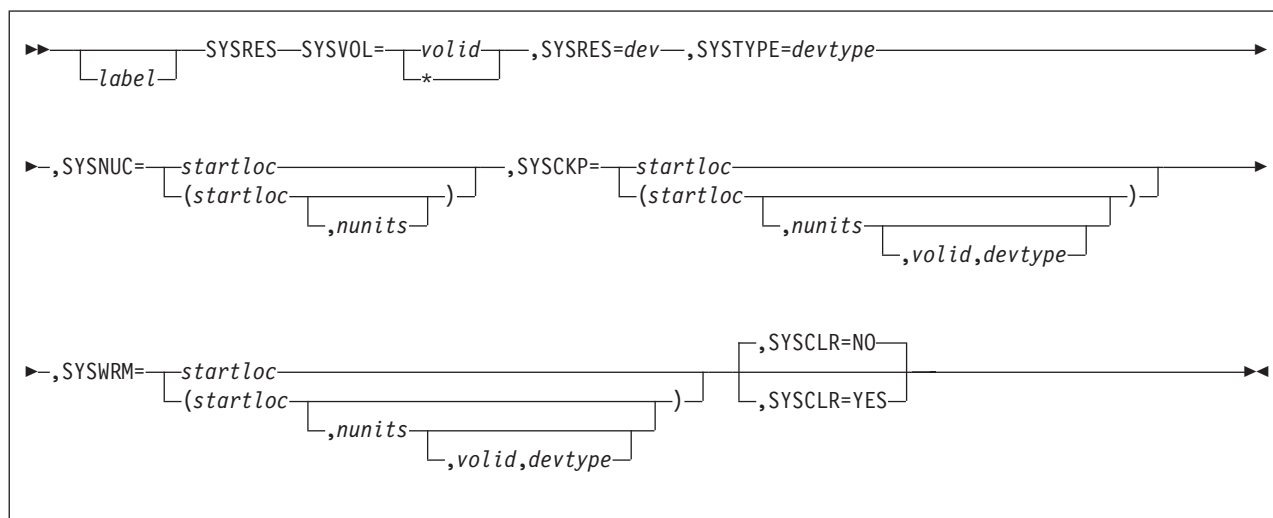 SYSRES SYSVOL= volid ,SYSRES=dev ,SYSTYPE=devtype
label *
,SYSNUC= startloc ,SYSCKP= startloc
(startloc ) (startloc )
,nunits ,nunits
,volid,devtype
,SYSCLR=NO
,SYSWRM= startloc
(startloc ) ,SYSCLR=YES
,nunits
,volid,devtype